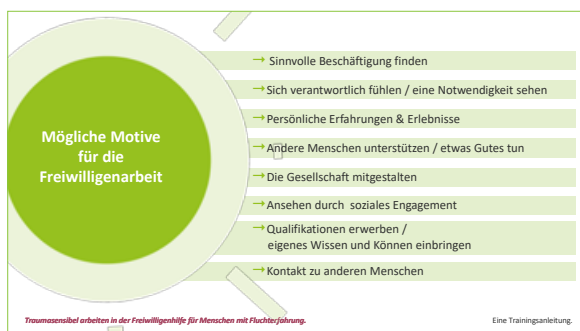 Mögliche Motive
für die
Freiwilligenarbeit
→ Sinnvolle Beschäftigung finden
→ Sich verantwortlich fühlen / eine Notwendigkeit sehen
→ Persönliche Erfahrungen & Erlebnisse
→ Andere Menschen unterstützen / etwas Gutes tun
→ Die Gesellschaft mitgestalten
→ Ansehen durch soziales Engagement
→ Qualifikationen erwerben /
eigenes Wissen und Können einbringen
→ Kontakt zu anderen Menschen
Traumasensibel arbeiten in der Freiwilligenhilfe für Menschen mit Fluchterfahrung.
Eine Trainingsanleitung.